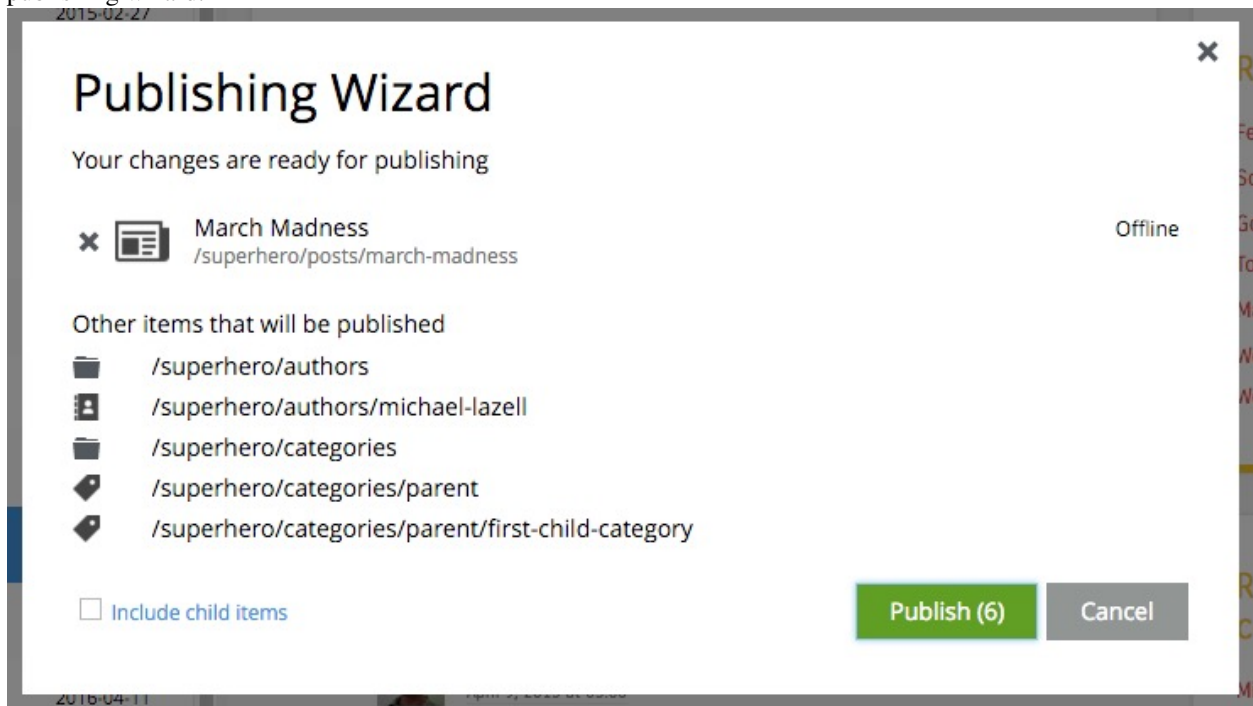 2015-02-27
Publishing Wizard
Your changes are ready for publishing
March Madness
Offline
/superhero/posts/march-madness
Other items that will be published
/superhero/authors
/superhero/authors/michael-lazell
/superhero/categories
/superhero/categories/parent
/superhero/categories/parent/first-child-category
Include child items
Publish (6)
Cancel
2016-04-11